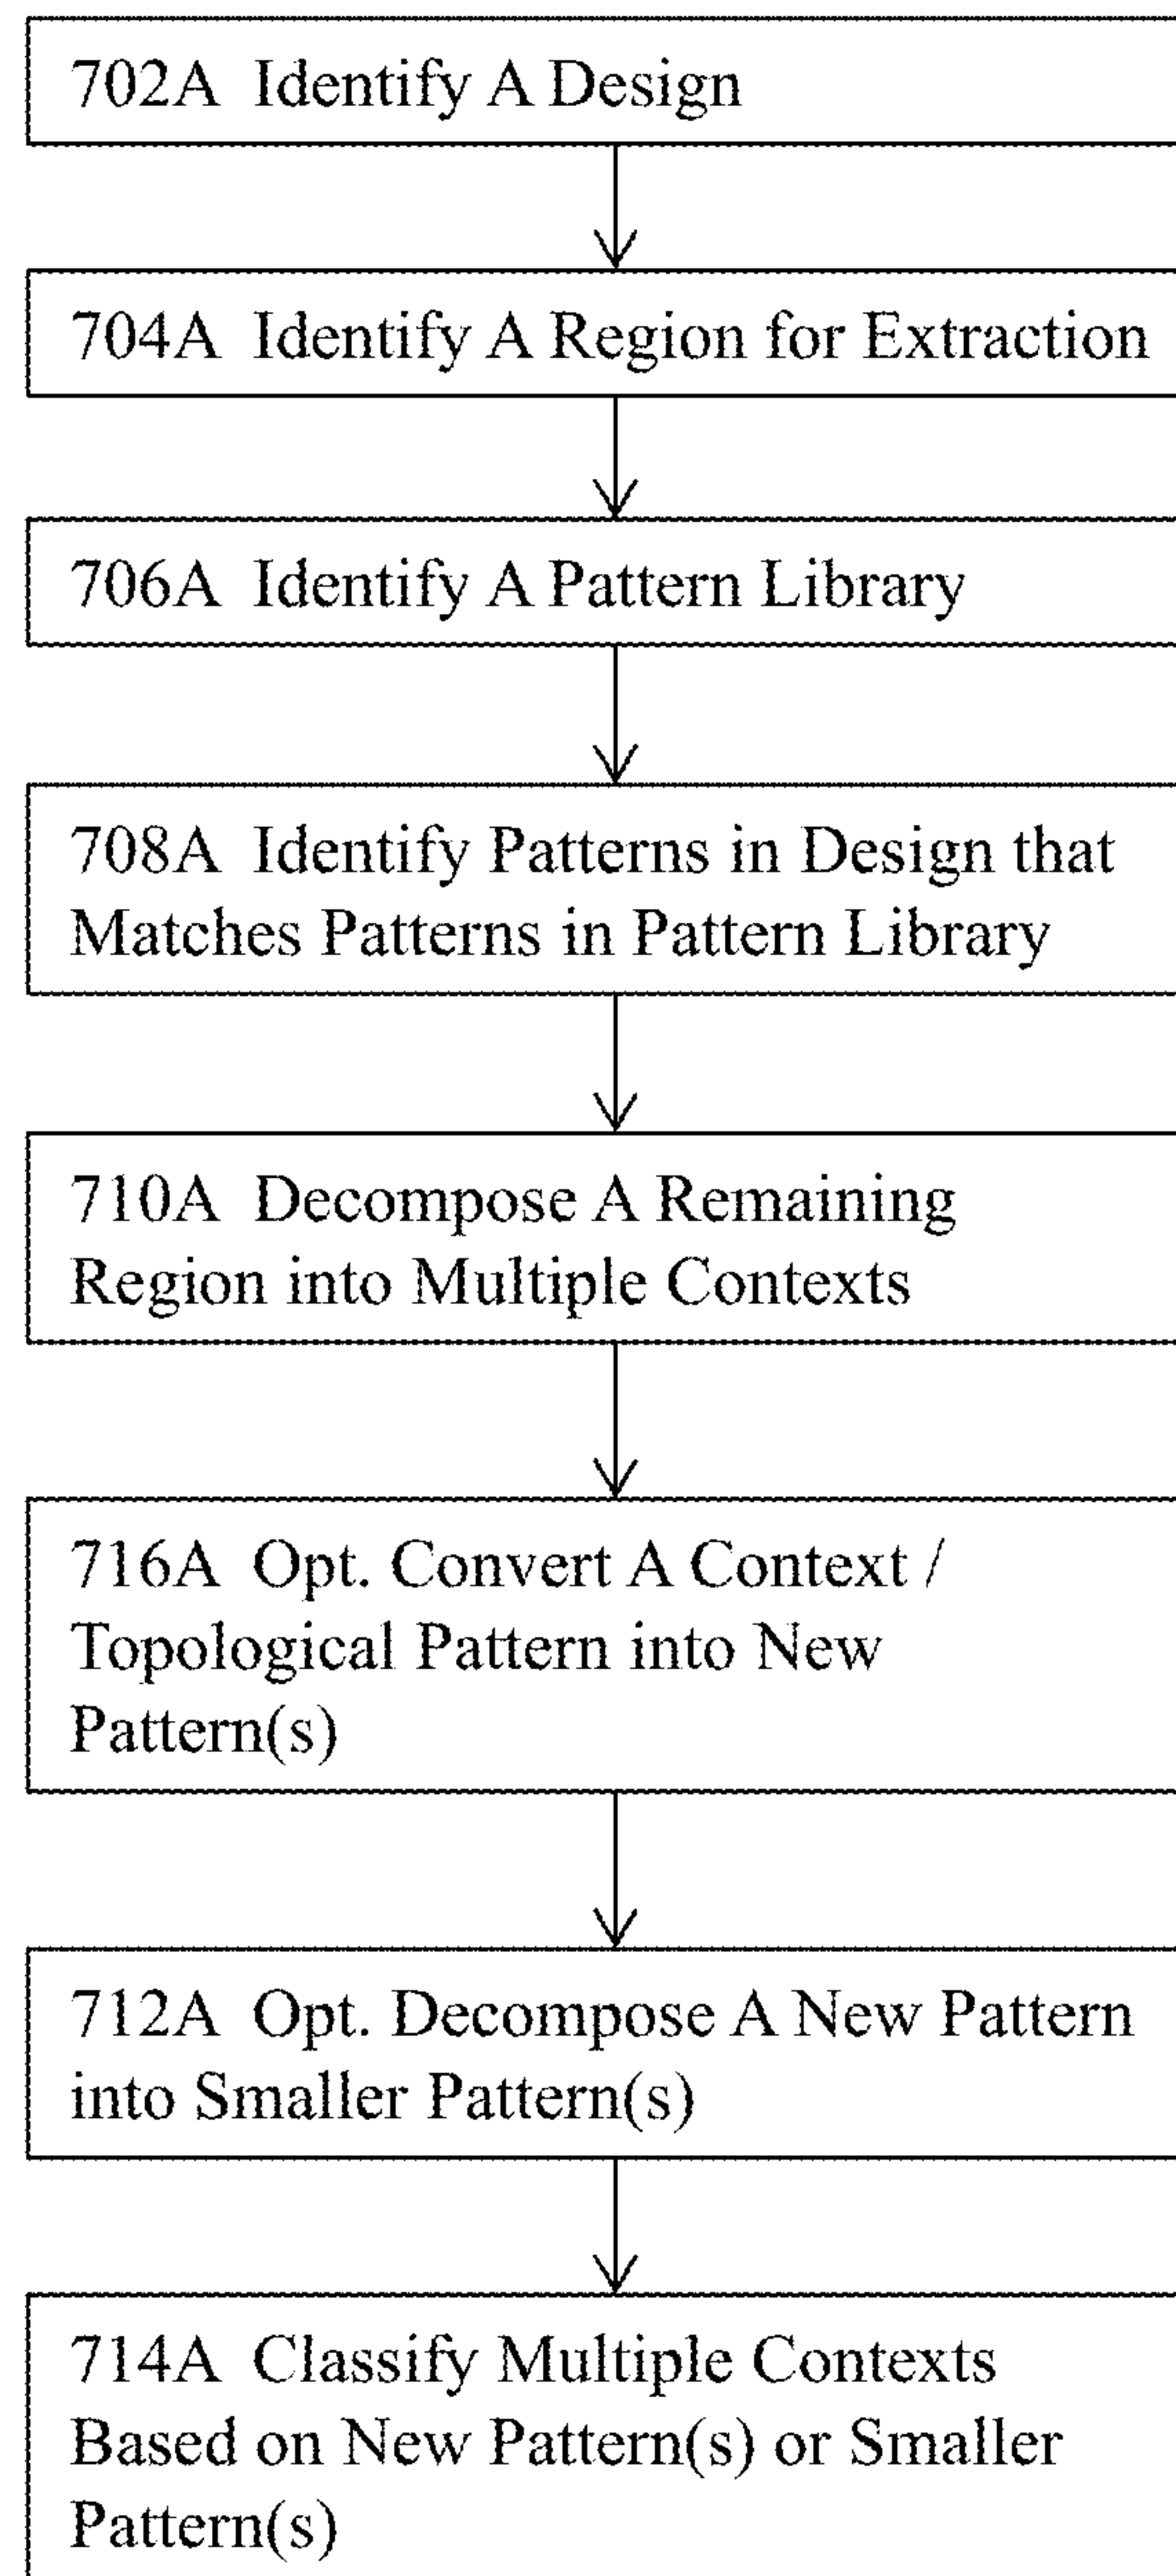 702A Identify A Design
704A Identify A Region for Extraction
706A Identify A Pattern Library
708A Identify Patterns in Design that
Matches Patterns in Pattern Library
710A Decompose A Remaining
Region into Multiple Contexts
716A Opt. Convert A Context /
Topological Pattern into New
Pattern(s)
712A Opt. Decompose A New Pattern
into Smaller Pattern(s)
714A Classify Multiple Contexts
Based on New Pattern(s) or Smaller
Pattern(s)